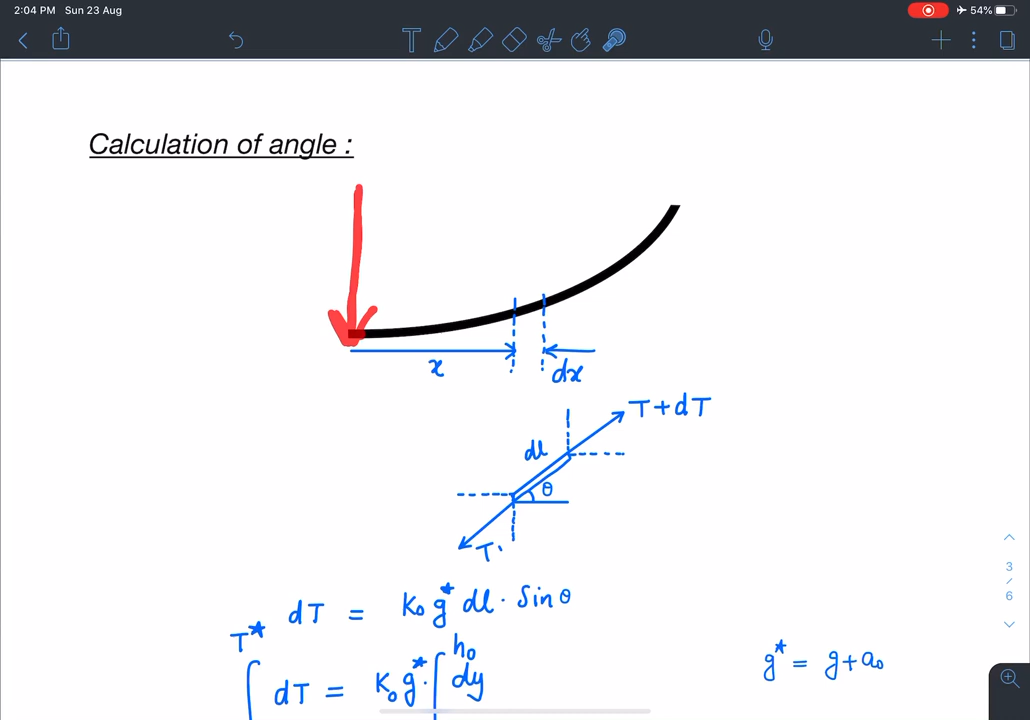 2:04 PM Sun 23 Aug
54%
T
Calculation of angle :
x
dx
T + dT
dl
θ
T
dT = K₀ g* dl · Sinθ
T* h₀
∫ dT = K₀ g* · ∫ dy
g* = g + a₀
3
/
6